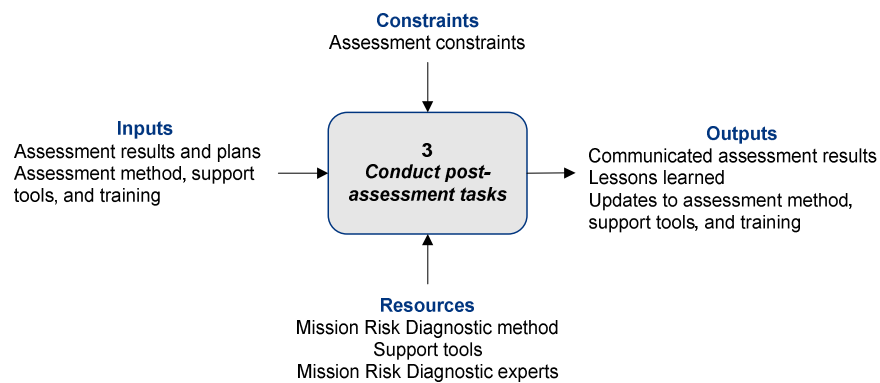 Constraints
Assessment constraints
Inputs
Assessment results and plans
Assessment method, support
tools, and training
3
Conduct post-
assessment tasks
Outputs
Communicated assessment results
Lessons learned
Updates to assessment method,
support tools, and training
Resources
Mission Risk Diagnostic method
Support tools
Mission Risk Diagnostic experts